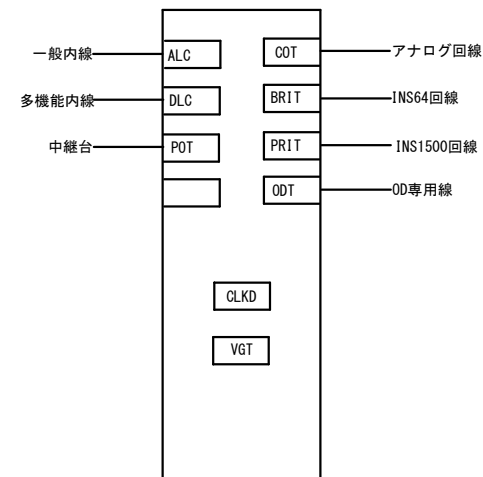 一般内線 ALC COT アナログ回線
多機能内線 DLC BRIT INS64回線
中継台 POT PRIT INS1500回線
ODT OD専用線
CLKD
VGT